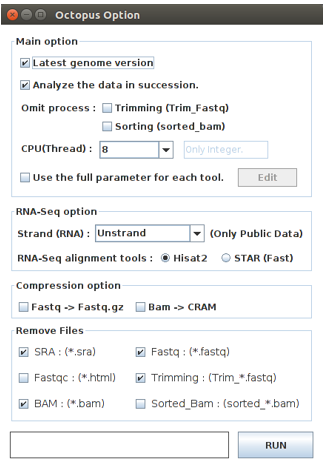 Octopus Option
Main option
Latest genome version
Analyze the data in succession.
Omit process : Trimming (Trim_Fastq)
Sorting (sorted_bam)
CPU(Thread) : 8 Only Integer.
Use the full parameter for each tool. Edit
RNA-Seq option
Strand (RNA) : Unstrand (Only Public Data)
RNA-Seq alignment tools : Hisat2 STAR (Fast)
Compression option
Fastq -> Fastq.gz Bam -> CRAM
Remove Files
SRA : (*.sra) Fastq : (*.fastq)
Fastqc : (*.html) Trimming : (Trim_*.fastq)
BAM : (*.bam) Sorted_Bam : (sorted_*.bam)
RUN